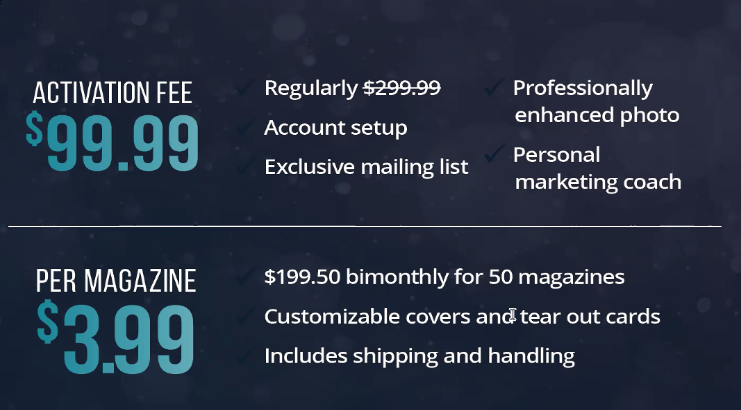 ACTIVATION FEE
$99.99
Regularly $299.99
Account setup
Exclusive mailing list
Professionally
enhanced photo
Personal
marketing coach
PER MAGAZINE
$3.99
$199.50 bimonthly for 50 magazines
Customizable covers and tear out cards
Includes shipping and handling